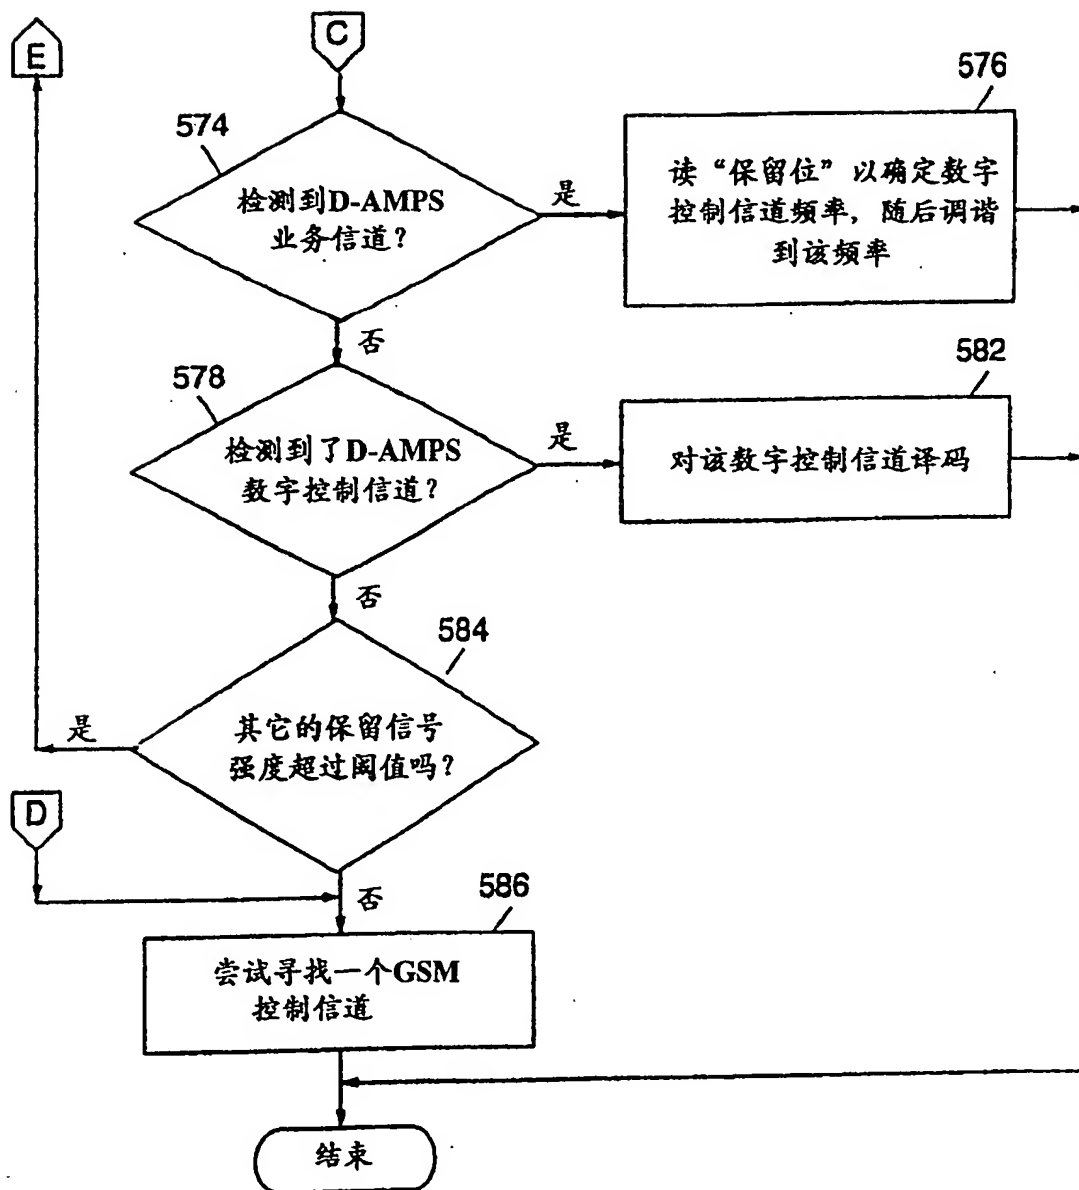 E
C
574
检测到D-AMPS
业务信道?
是
576
读“保留位”以确定数字
控制信道频率, 随后调谐
到该频率
否
578
检测到了D-AMPS
数字控制信道?
是
582
对该数字控制信道译码
否
584
其它的保留信号
强度超过阈值吗?
是
D
否
586
尝试寻找一个GSM
控制信道
结束